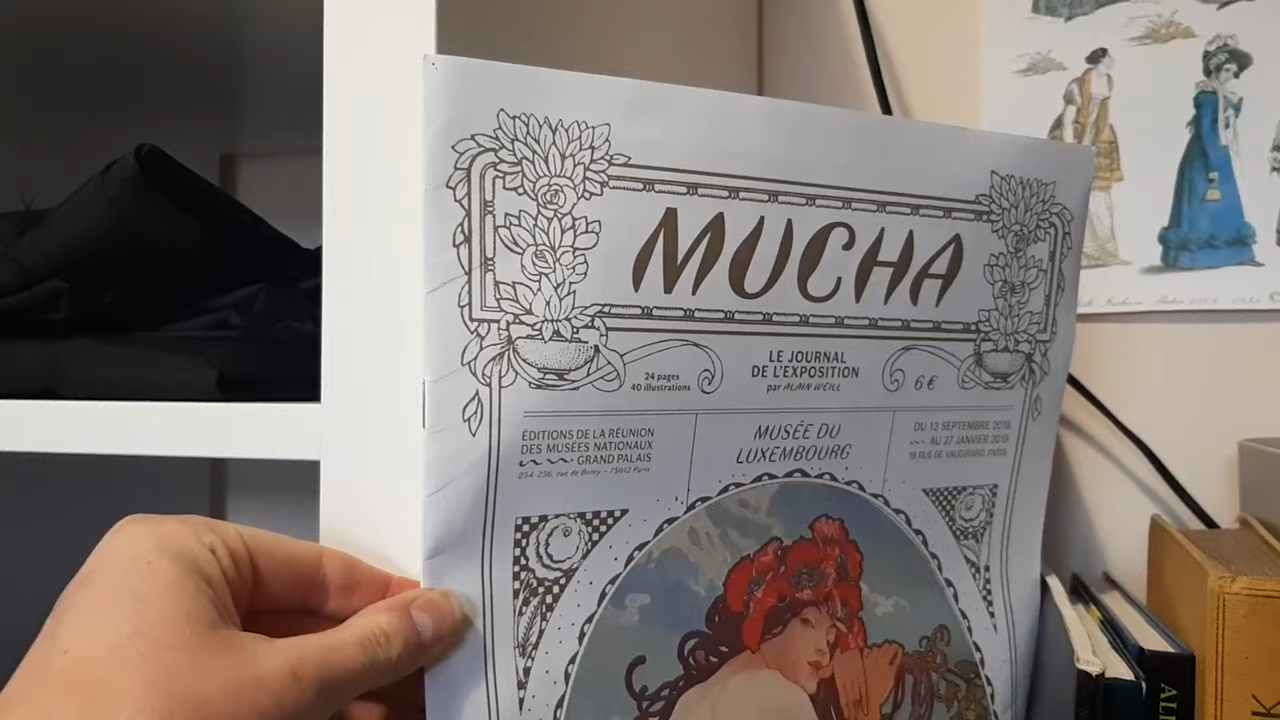 MUCHA
24 pages
40 illustrations
LE JOURNAL
DE L'EXPOSITION
par ALAIN WEILL
6 €
ÉDITIONS DE LA RÉUNION
DES MUSÉES NATIONAUX
GRAND PALAIS
254-256, rue de Bercy – 75012 Paris
MUSÉE DU
LUXEMBOURG
DU 12 SEPTEMBRE 2018
AU 27 JANVIER 2019
19 RUE DE VAUGIRARD, PARIS